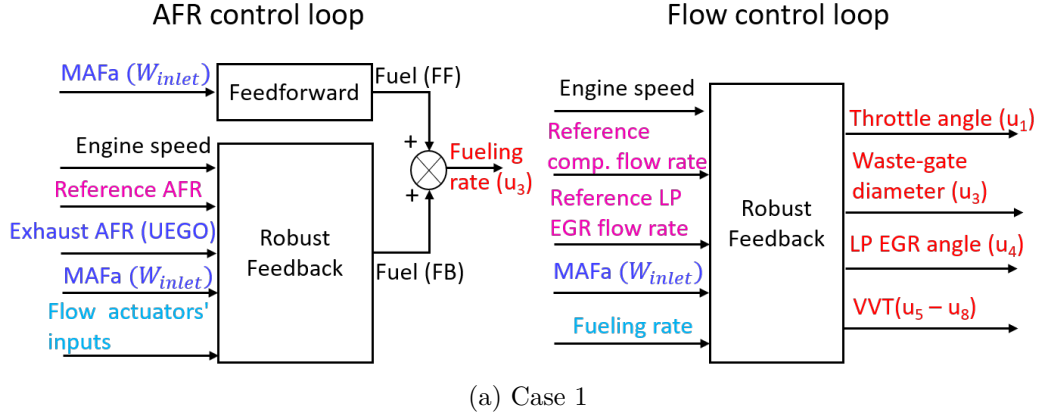 AFR control loop
MAFa (W_inlet)
Feedforward
Fuel (FF)
+
Engine speed
Reference AFR
Exhaust AFR (UEGO)
MAFa (W_inlet)
Flow actuators'
inputs
Robust
Feedback
+
Fuel (FB)
Fueling
rate (u₃)
Flow control loop
Engine speed
Reference
comp. flow rate
Reference LP
EGR flow rate
MAFa (W_inlet)
Fueling rate
Robust
Feedback
Throttle angle (u₁)
Waste-gate
diameter (u₃)
LP EGR angle (u₄)
VVT(u₅ – u₈)
(a) Case 1